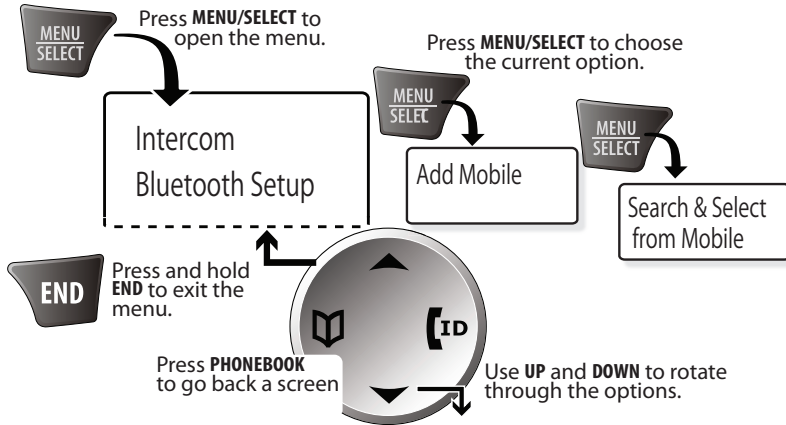 MENU
SELECT
Press MENU/SELECT to
open the menu.
Intercom
Bluetooth Setup
Press MENU/SELECT to choose
the current option.
MENU
SELEC
Add Mobile
MENU
SELECT
Search & Select
from Mobile
END
Press and hold
END to exit the
menu.
ID
Press PHONEBOOK
to go back a screen
Use UP and DOWN to rotate
through the options.